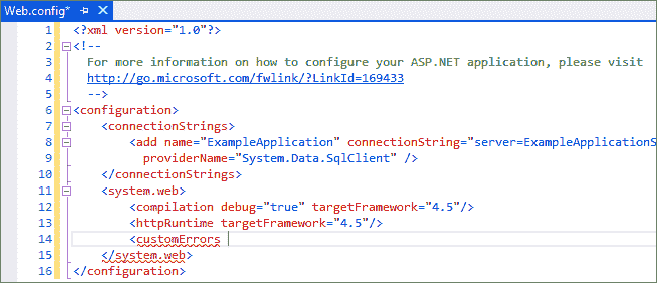 Web.config*
1 <?xml version="1.0"?>
2 <!--
3 For more information on how to configure your ASP.NET application, please visit
4 http://go.microsoft.com/fwlink/?LinkId=169433
5 -->
6 <configuration>
7 <connectionStrings>
8 <add name="ExampleApplication" connectionString="server=ExampleApplicationS
9 providerName="System.Data.SqlClient" />
10 </connectionStrings>
11 <system.web>
12 <compilation debug="true" targetFramework="4.5"/>
13 <httpRuntime targetFramework="4.5"/>
14 <customErrors
15 </system.web>
16 </configuration>